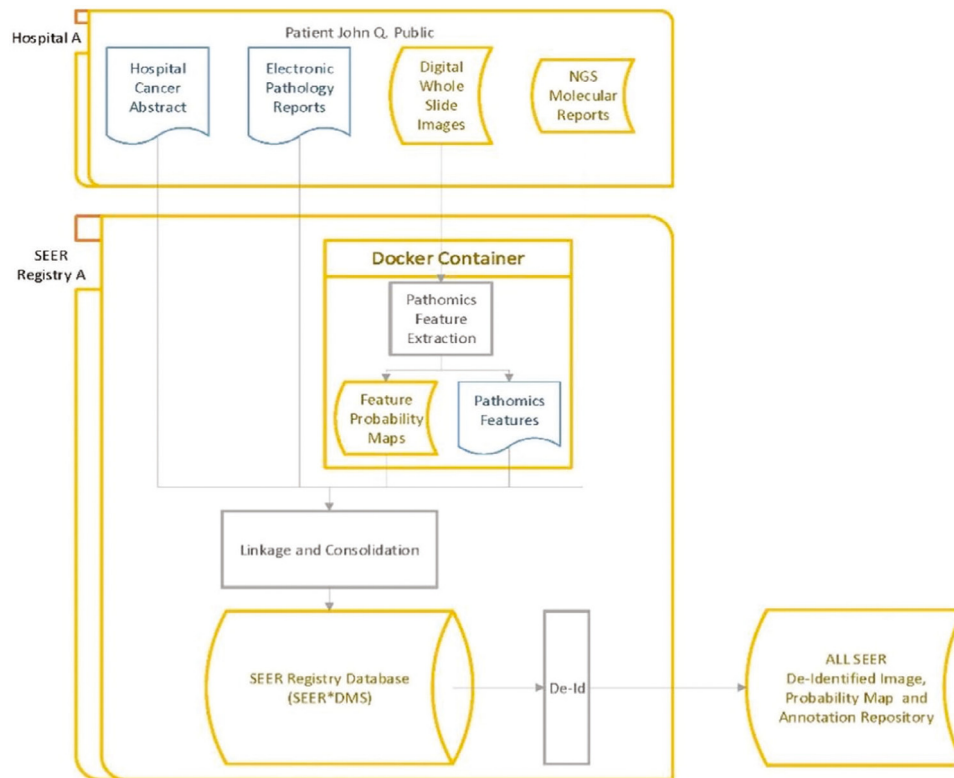 Hospital A
Patient John Q. Public
Hospital
Cancer
Abstract
Electronic
Pathology
Reports
Digital
Whole
Slide
Images
NGS
Molecular
Reports
SEER
Registry A
Docker Container
Pathomics
Feature
Extraction
Feature
Probability
Maps
Pathomics
Features
Linkage and Consolidation
SEER Registry Database
(SEER*DMS)
De-Id
ALL SEER
De-Identified Image,
Probability Map and
Annotation Repository